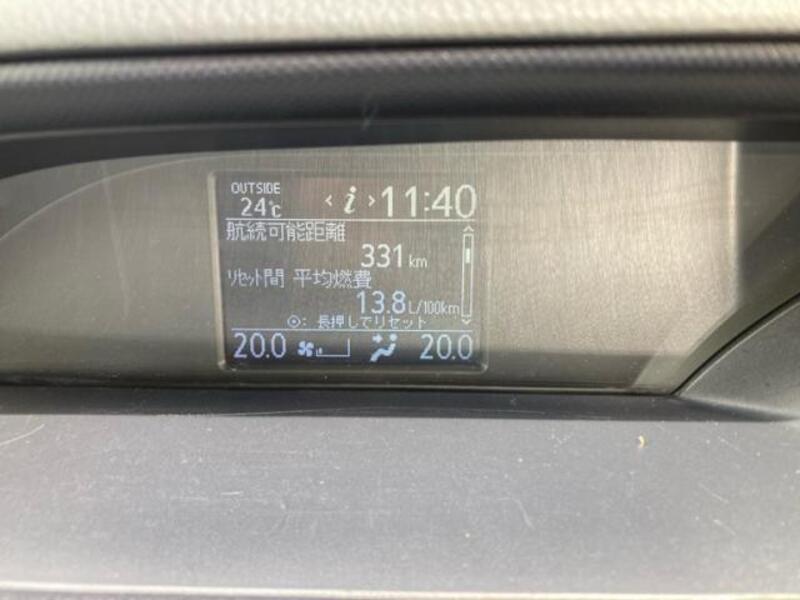 OUTSIDE
24℃
< i > 11:40
航続可能距離
331 km
リセット間 平均燃費
13.8 L/100km
⊙: 長押しでリセット
20.0 20.0